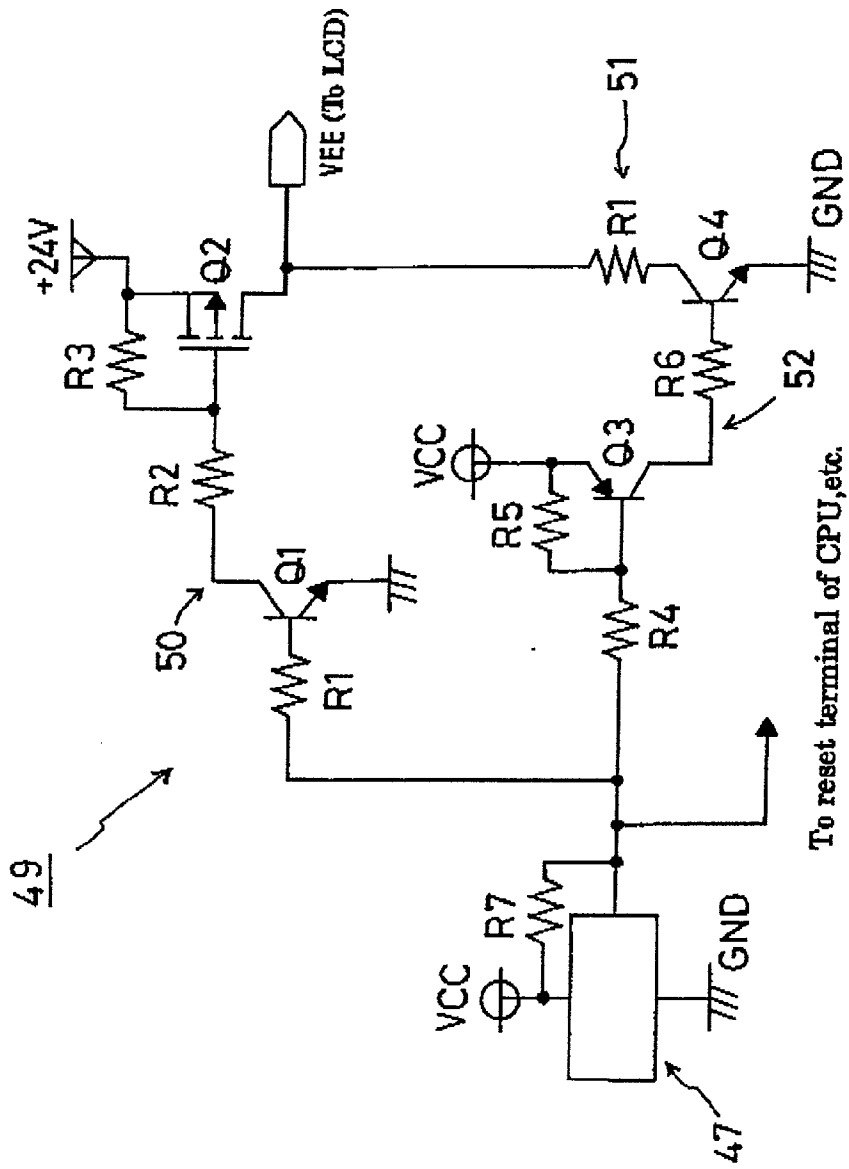 49
+24V
R3
Q2
VEE (To LCD)
R2
50
Q1
R1
VCC
R5
Q3
R4
R6
52
R1
51
Q4
GND
VCC
R7
GND
47
To reset terminal of CPU,etc.